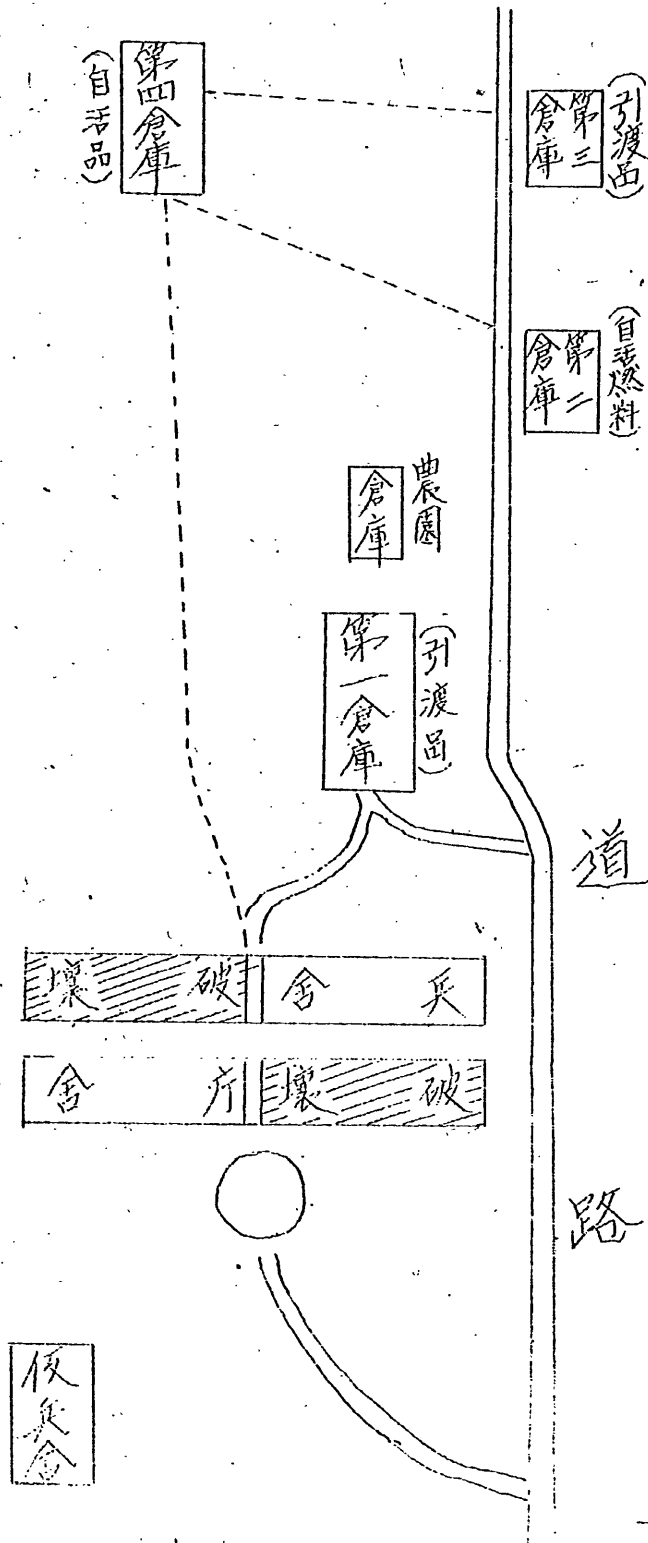 (引渡品)
第三
倉庫
(自活燃料)
第二
倉庫
道路
農園
倉庫
(引渡品)
第一倉庫
第四倉庫
(自活品)
兵舎
破壊
破壊
庁舎
仮兵舎